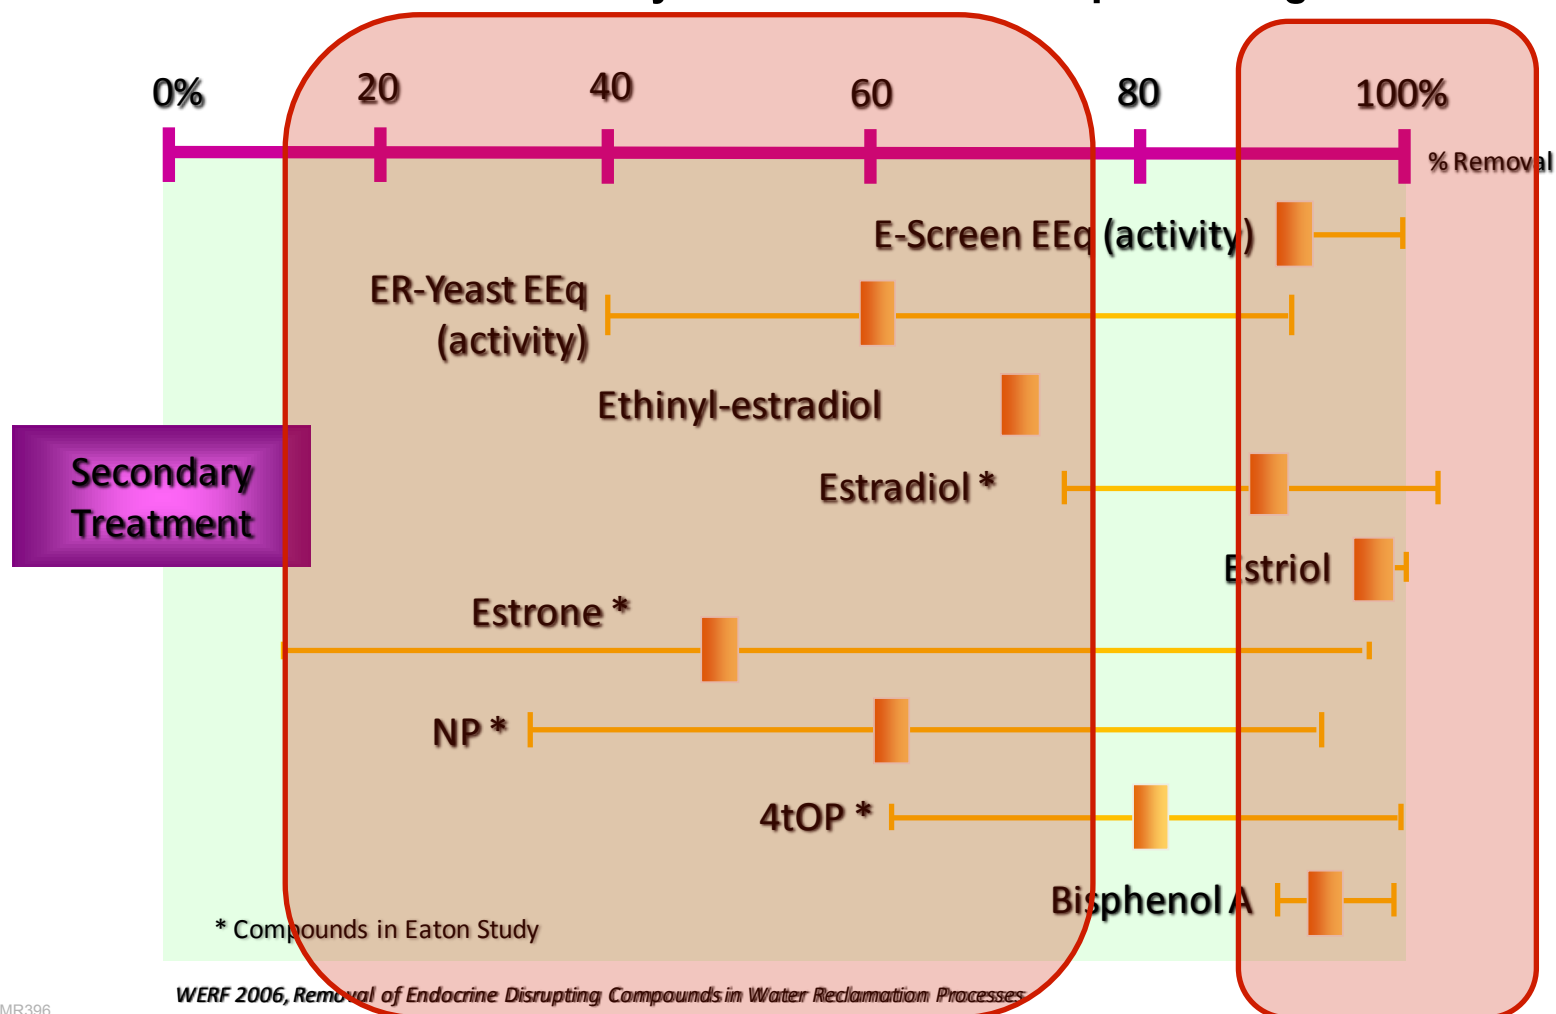 0%
20
40
60
80
100%
% Removal
E-Screen EEq (activity)
ER-Yeast EEq
(activity)
Ethinyl-estradiol
Secondary
Treatment
Estradiol *
Estriol
Estrone *
NP *
4tOP *
Bisphenol A
* Compounds in Eaton Study
WERF 2006, Removal of Endocrine Disrupting Compounds in Water Reclamation Processes
MR396